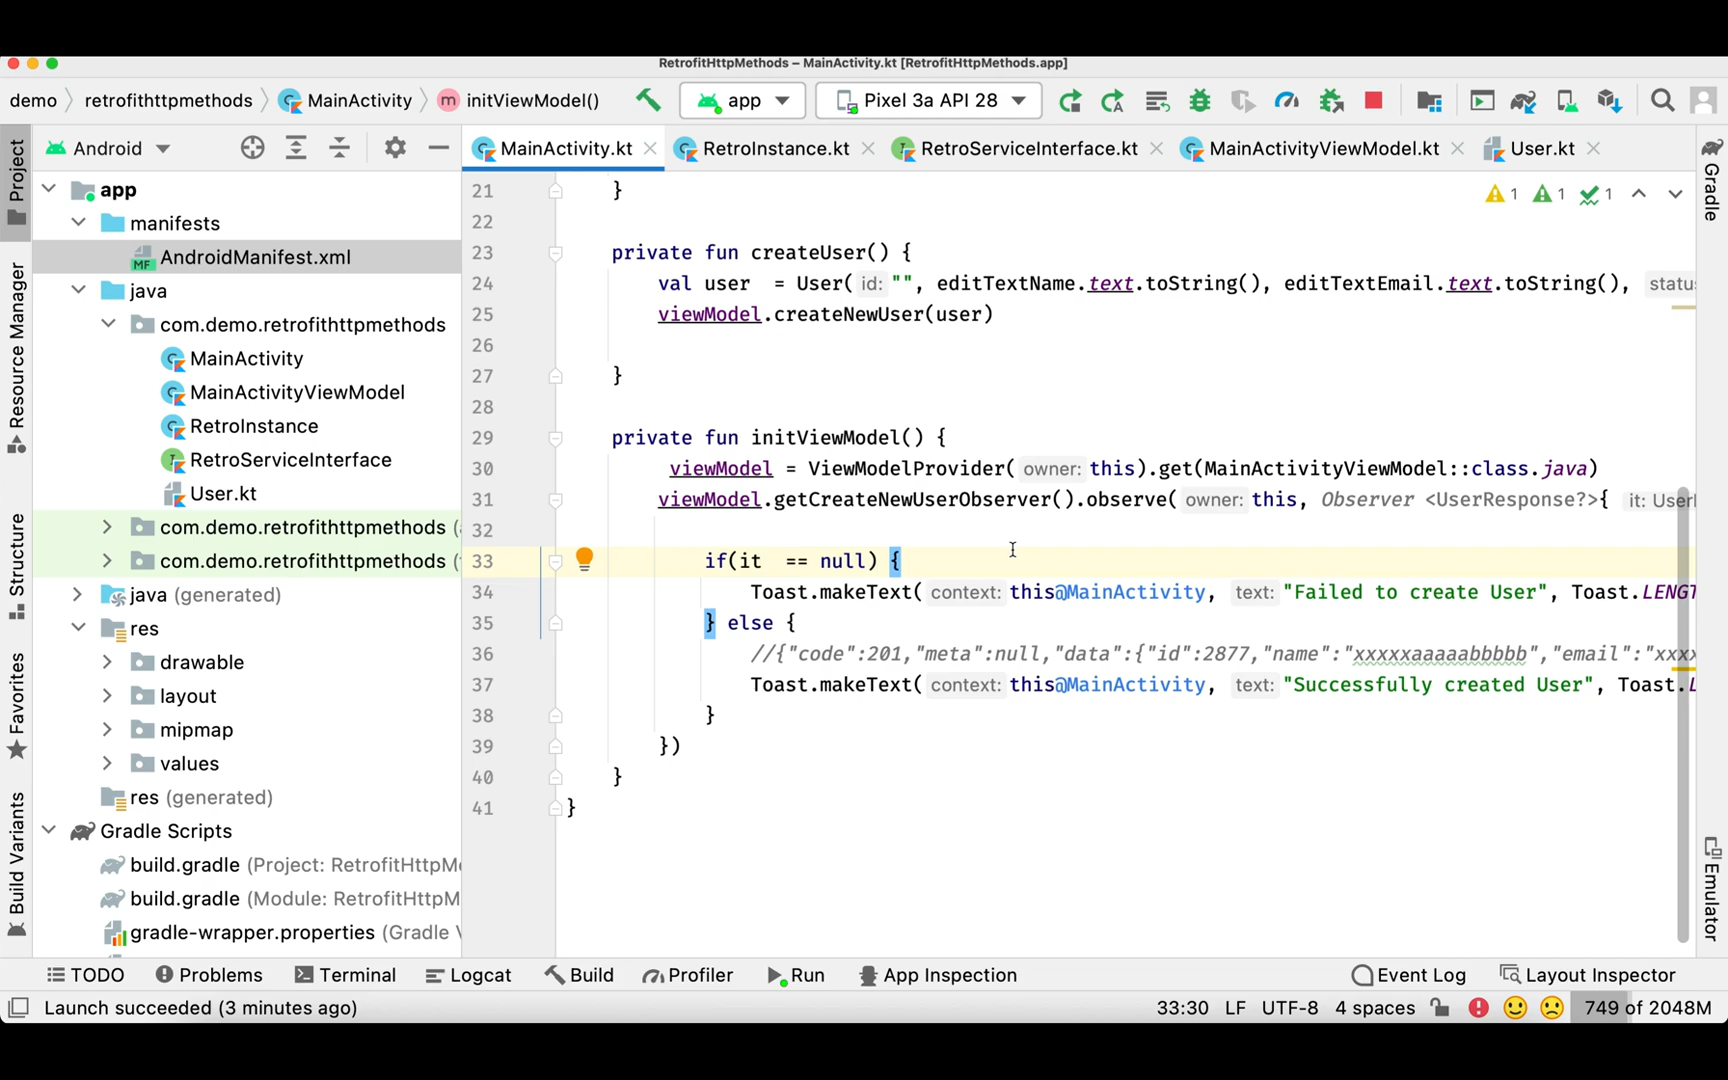 RetrofitHttpMethods – MainActivity.kt [RetrofitHttpMethods.app]
demo retrofithttpmethods MainActivity m initViewModel() app Pixel 3a API 28
Project
Resource Manager
Structure
Favorites
Build Variants
Android
app
manifests
MF AndroidManifest.xml
java
com.demo.retrofithttpmethods
MainActivity
MainActivityViewModel
RetroInstance
RetroServiceInterface
User.kt
com.demo.retrofithttpmethods (
com.demo.retrofithttpmethods (
java (generated)
res
drawable
layout
mipmap
values
res (generated)
Gradle Scripts
build.gradle (Project: RetrofitHttpM
build.gradle (Module: RetrofitHttpM
gradle-wrapper.properties (Gradle
MainActivity.kt RetroInstance.kt RetroServiceInterface.kt MainActivityViewModel.kt User.kt
1 1 1
21 }
22
23 private fun createUser() {
24 val user = User( id: "", editTextName.text.toString(), editTextEmail.text.toString(), status
25 viewModel.createNewUser(user)
26
27 }
28
29 private fun initViewModel() {
30 viewModel = ViewModelProvider( owner: this).get(MainActivityViewModel::class.java)
31 viewModel.getCreateNewUserObserver().observe( owner: this, Observer <UserResponse?>{ it: User
32
33 if(it == null) {
34 Toast.makeText( context: this@MainActivity, text: "Failed to create User", Toast.LENGT
35 } else {
36 //{"code":201,"meta":null,"data":{"id":2877,"name":"xxxxxaaaaabbbbb","email":"xxxx
37 Toast.makeText( context: this@MainActivity, text: "Successfully created User", Toast.L
38 }
39 })
40 }
41 }
Gradle
Emulator
TODO Problems Terminal Logcat Build Profiler Run App Inspection Event Log Layout Inspector
Launch succeeded (3 minutes ago) 33:30 LF UTF-8 4 spaces 749 of 2048M